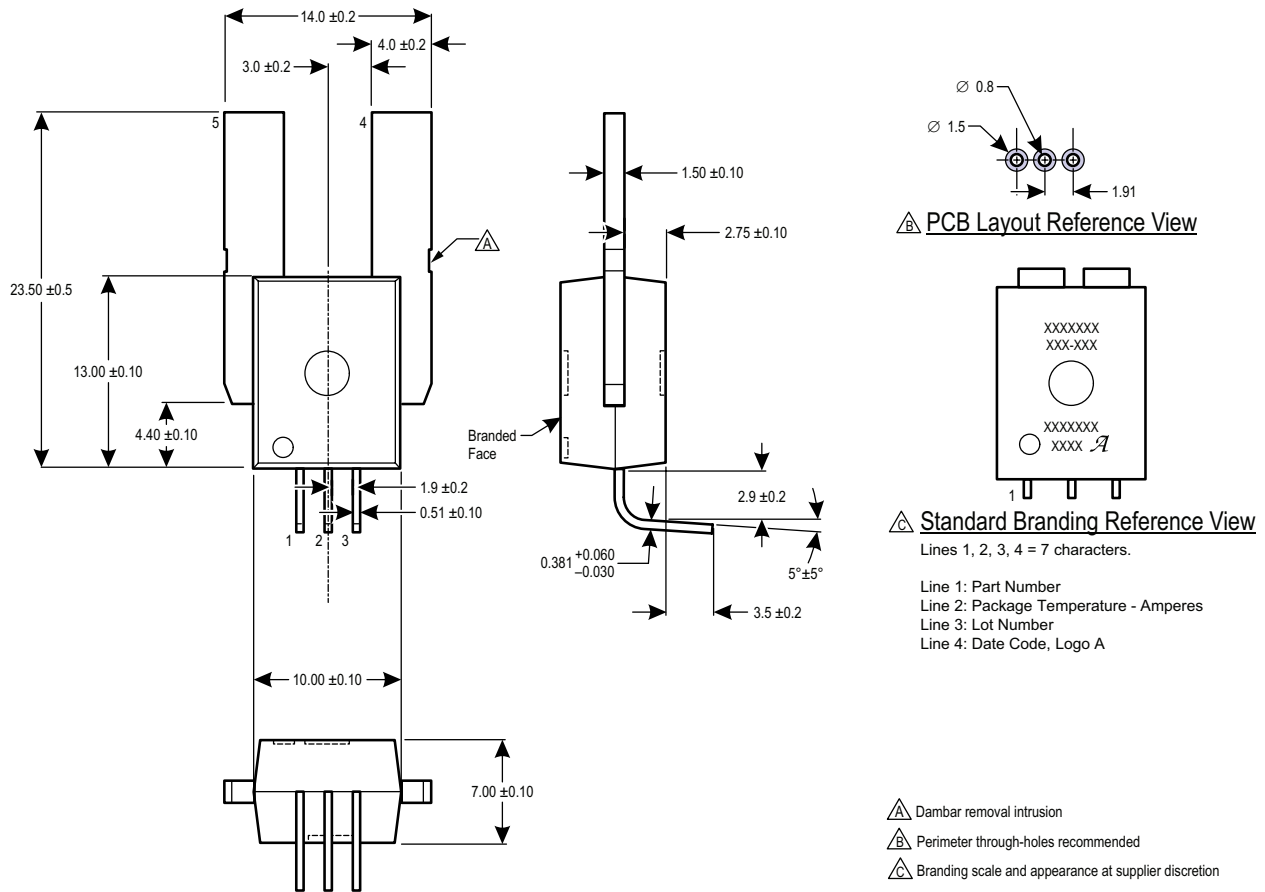 14.0 ±0.2
4.0 ±0.2
3.0 ±0.2
5
4
A
23.50 ±0.5
13.00 ±0.10
4.40 ±0.10
1.9 ±0.2
0.51 ±0.10
1 2 3
10.00 ±0.10
7.00 ±0.10
1.50 ±0.10
2.75 ±0.10
Branded
Face
2.9 ±0.2
0.381 +0.060
–0.030
5°±5°
3.5 ±0.2
Ø 0.8
Ø 1.5
1.91
B PCB Layout Reference View
XXXXXXX
XXX-XXX
XXXXXXX
XXXX A
1
C Standard Branding Reference View
Lines 1, 2, 3, 4 = 7 characters.
Line 1: Part Number
Line 2: Package Temperature - Amperes
Line 3: Lot Number
Line 4: Date Code, Logo A
A Dambar removal intrusion
B Perimeter through-holes recommended
C Branding scale and appearance at supplier discretion